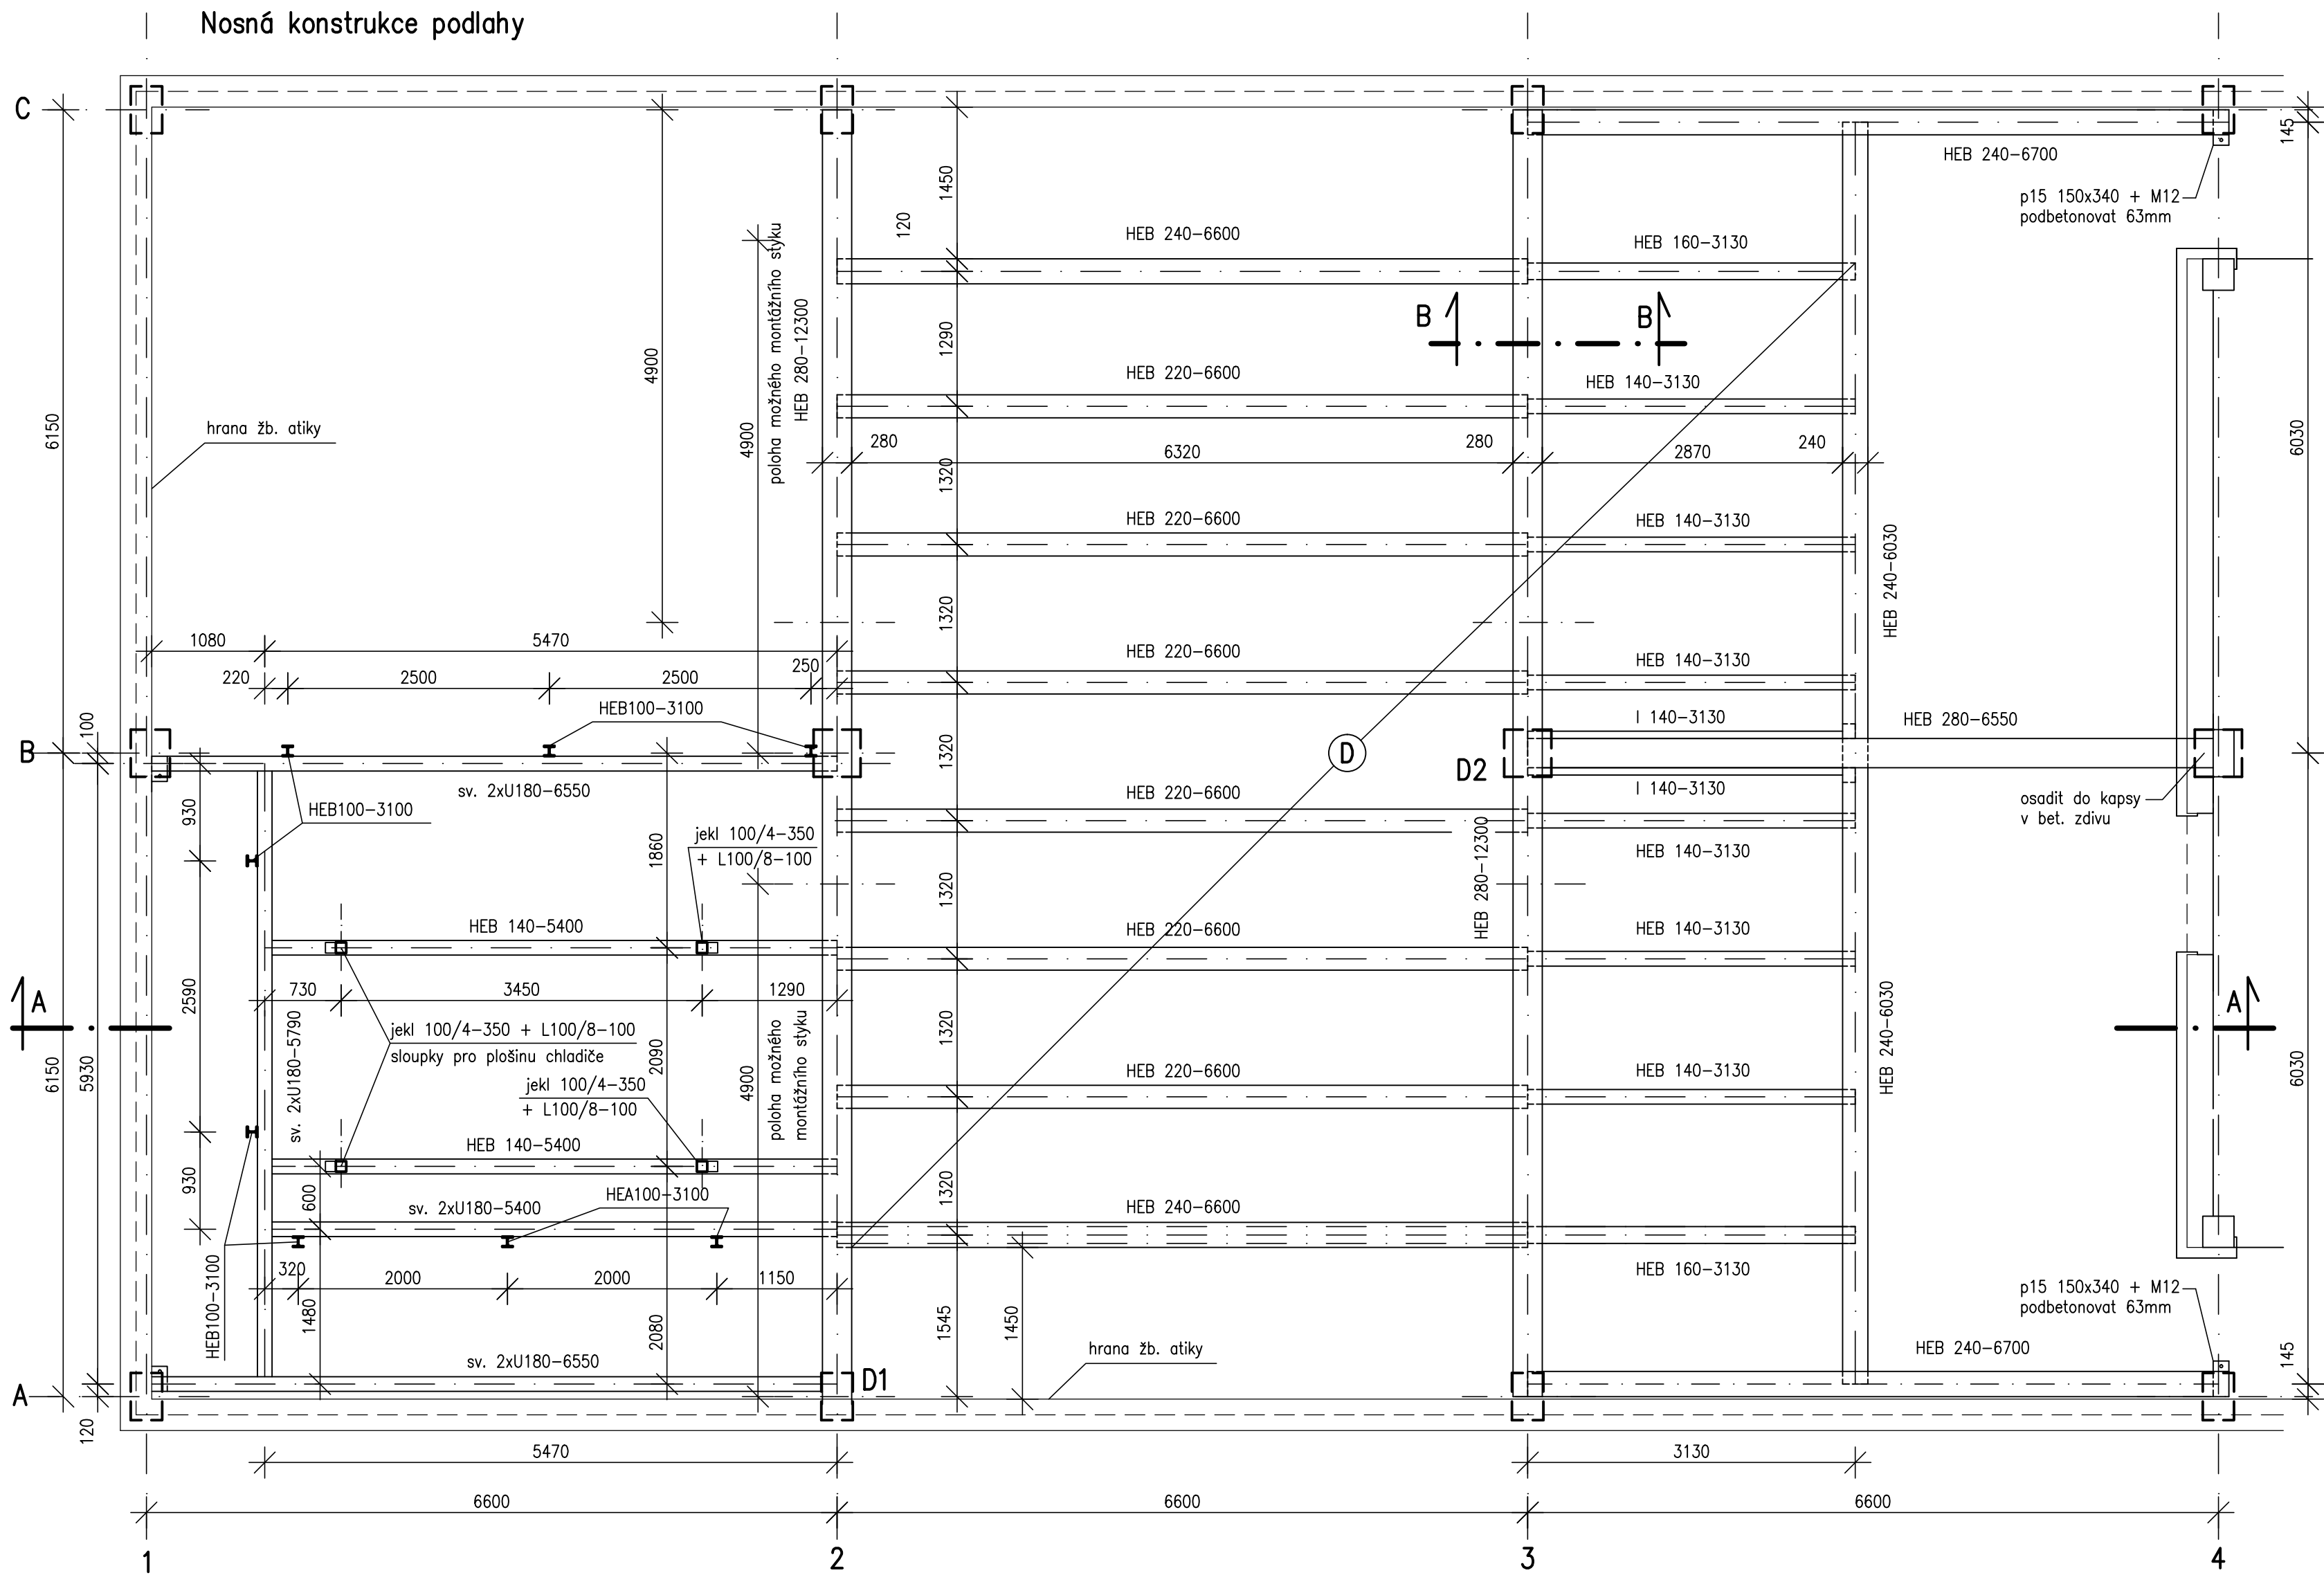 Nosná konstrukce podlahy
C
145
HEB 240-6700
p15 150x340 + M12
podbetonovat 63mm
1450
120
HEB 240-6600
HEB 160-3130
poloha možného montážního styku
HEB 280-12300
B
B
1290
4900
HEB 220-6600
HEB 140-3130
6150
hrana žb. atiky
4900
280
6320
280
2870
240
6030
1320
HEB 220-6600
HEB 140-3130
HEB 240-6030
1320
1080
5470
HEB 220-6600
HEB 140-3130
220
2500
2500
250
HEB100-3100
I 140-3130
HEB 280-6550
100
B
1320
D
D2
sv. 2xU180-6550
HEB 220-6600
I 140-3130
osadit do kapsy
v bet. zdivu
930
HEB100-3100
jekl 100/4-350
+ L100/8-100
1860
HEB 280-12300
HEB 140-3130
1320
HEB 140-5400
HEB 220-6600
HEB 140-3130
2590
730
3450
1290
A
A
sv. 2xU180-5790
jekl 100/4-350 + L100/8-100
sloupky pro plošinu chladiče
2090
poloha možného
montážního styku
1320
HEB 240-6030
6150
5930
jekl 100/4-350
+ L100/8-100
4900
HEB 220-6600
HEB 140-3130
6030
HEB 140-5400
930
600
HEA100-3100
sv. 2xU180-5400
1320
HEB 240-6600
HEB 160-3130
HEB100-3100
320
2000
2000
1150
1480
2080
1545
1450
p15 150x340 + M12
podbetonovat 63mm
hrana žb. atiky
HEB 240-6700
145
sv. 2xU180-6550
D1
A
120
5470
3130
6600
6600
6600
1
2
3
4